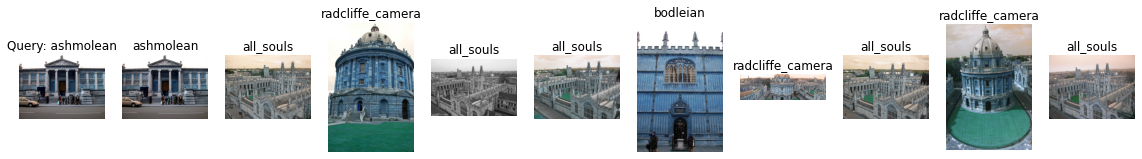 Query: ashmolean
ashmolean
all_souls
radcliffe_camera
all_souls
all_souls
bodleian
radcliffe_camera
all_souls
radcliffe_camera
all_souls